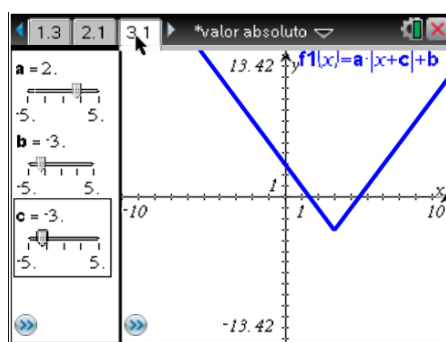 1.3 2.1 3.1 *valor absoluto
a = 2.
-5. 5.
b = -3.
-5. 5.
c = -3.
-5. 5.
13.42 y f1(x)=a·|x+c|+b
1 x
-10 1 10
-13.42